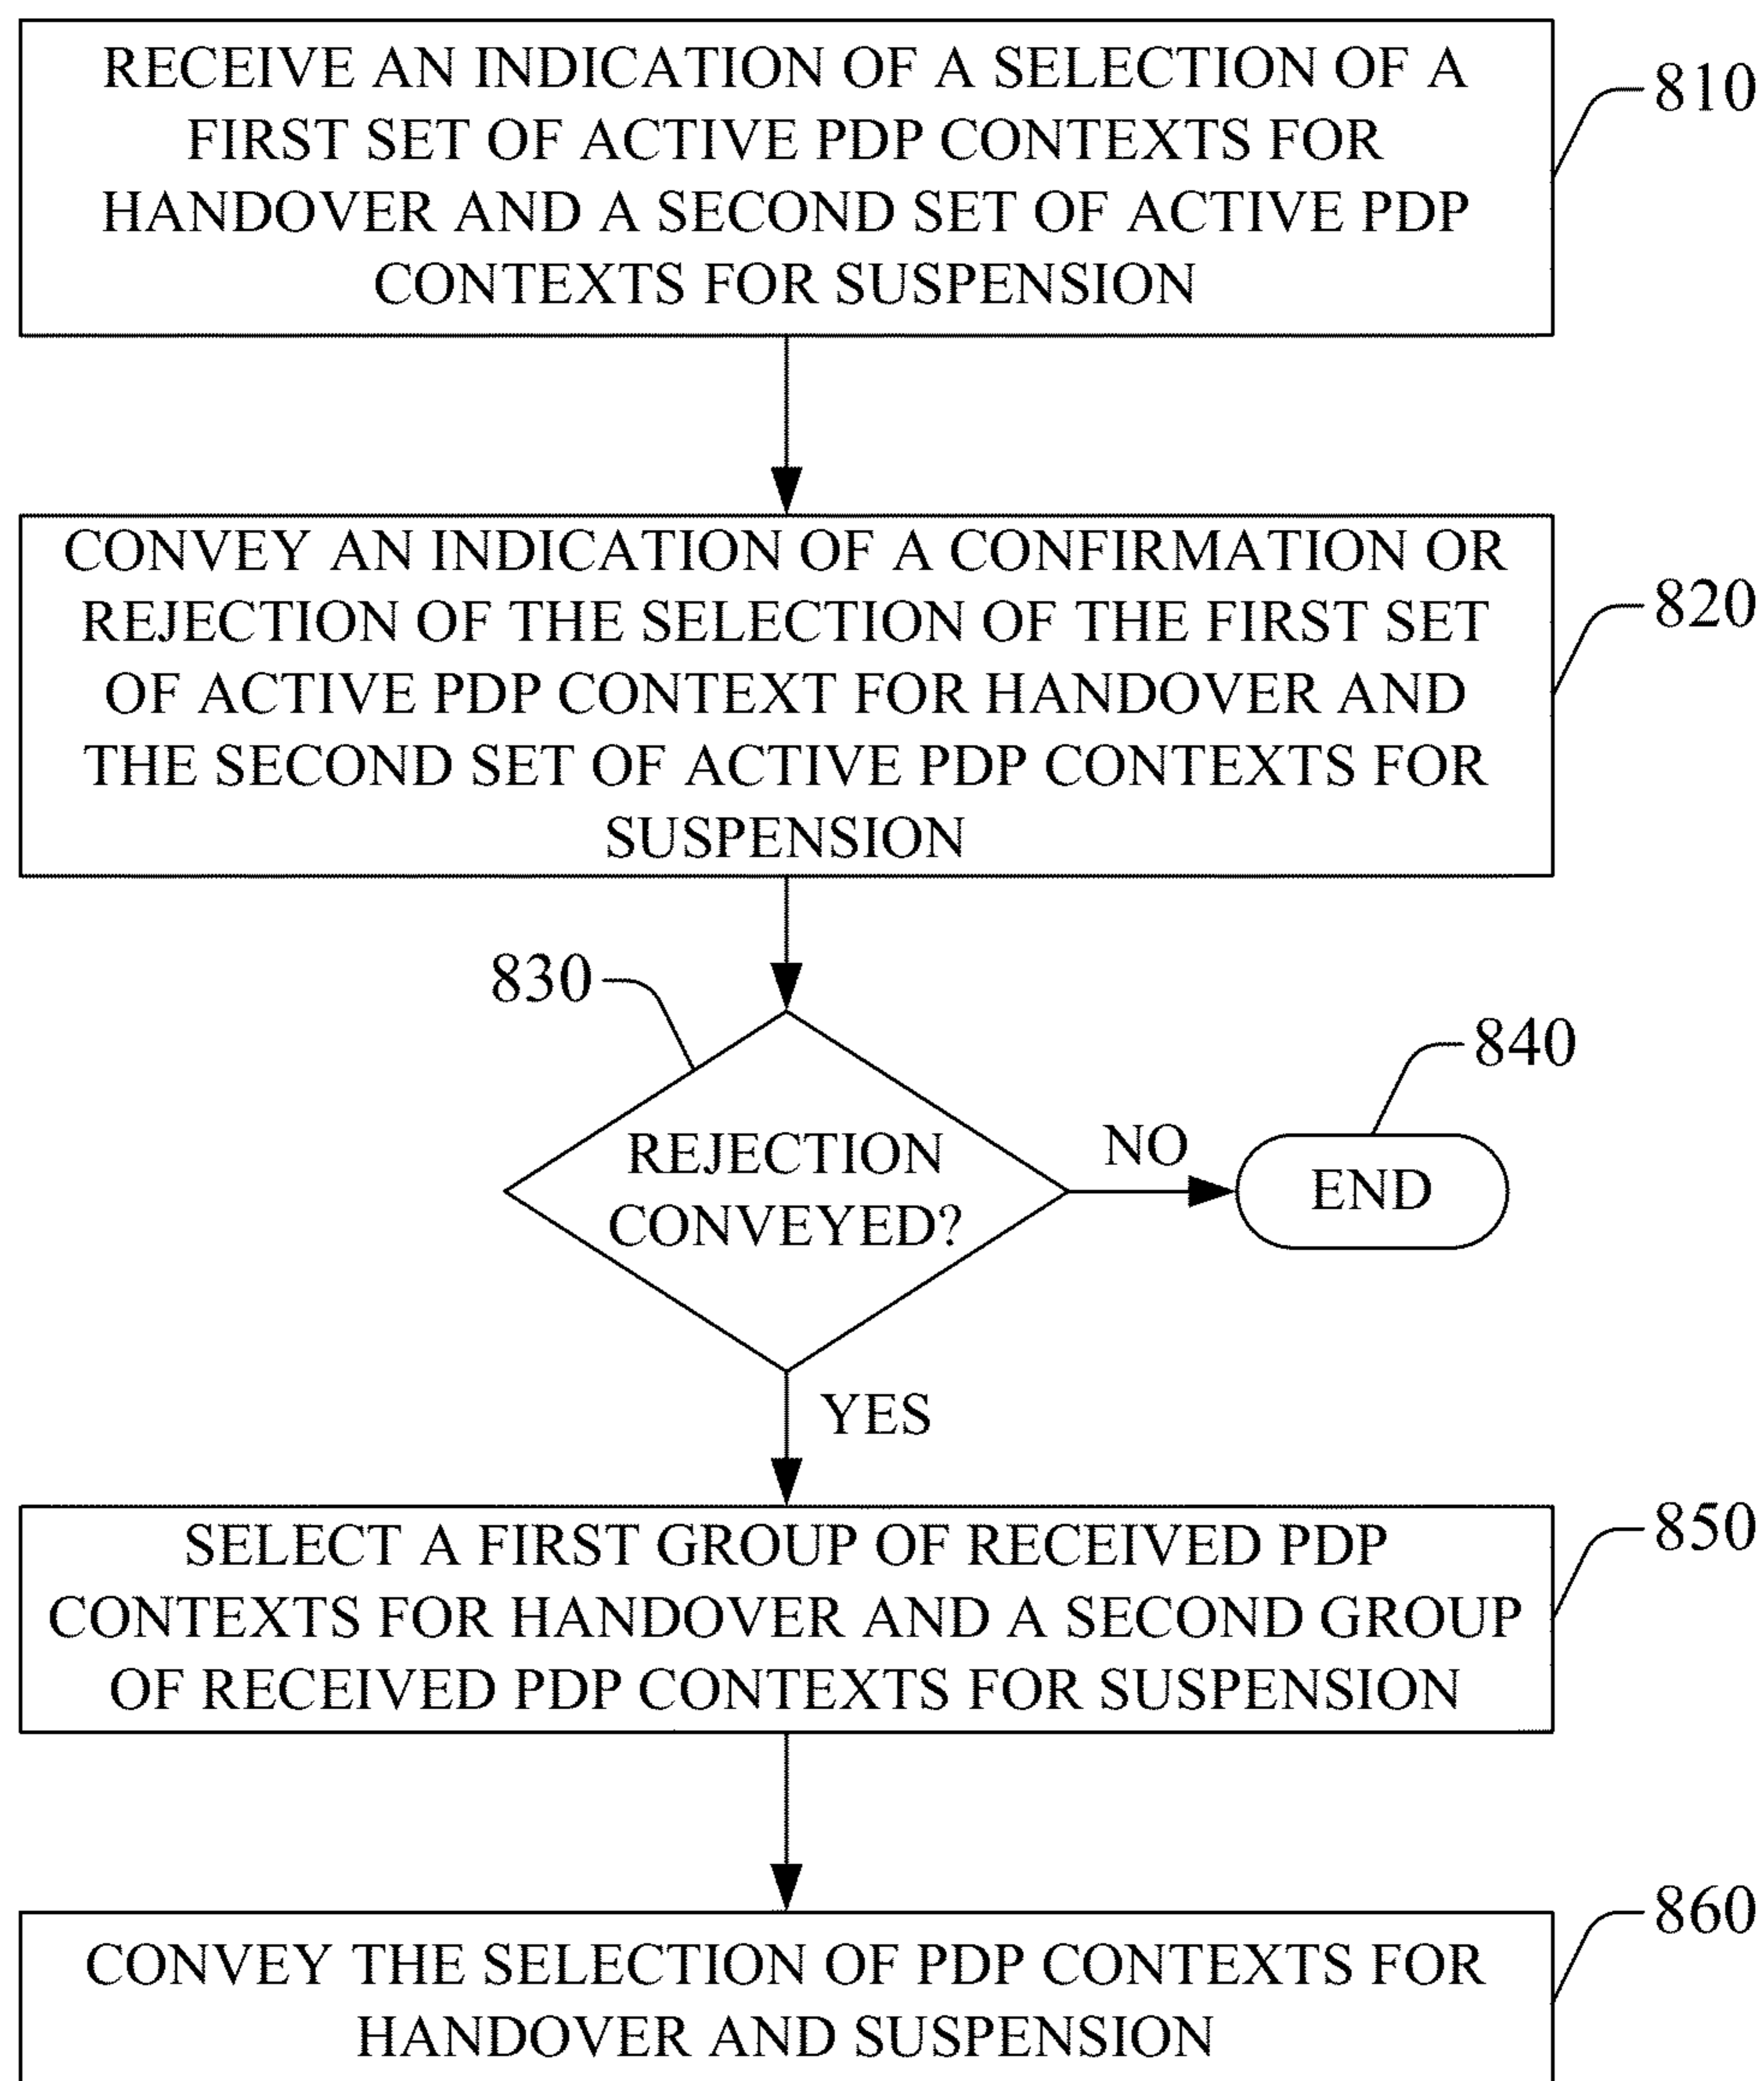 RECEIVE AN INDICATION OF A SELECTION OF A
FIRST SET OF ACTIVE PDP CONTEXTS FOR
HANDOVER AND A SECOND SET OF ACTIVE PDP
CONTEXTS FOR SUSPENSION
810
CONVEY AN INDICATION OF A CONFIRMATION OR
REJECTION OF THE SELECTION OF THE FIRST SET
OF ACTIVE PDP CONTEXT FOR HANDOVER AND
THE SECOND SET OF ACTIVE PDP CONTEXTS FOR
SUSPENSION
820
830
REJECTION
CONVEYED?
NO
840
END
YES
SELECT A FIRST GROUP OF RECEIVED PDP
CONTEXTS FOR HANDOVER AND A SECOND GROUP
OF RECEIVED PDP CONTEXTS FOR SUSPENSION
850
CONVEY THE SELECTION OF PDP CONTEXTS FOR
HANDOVER AND SUSPENSION
860